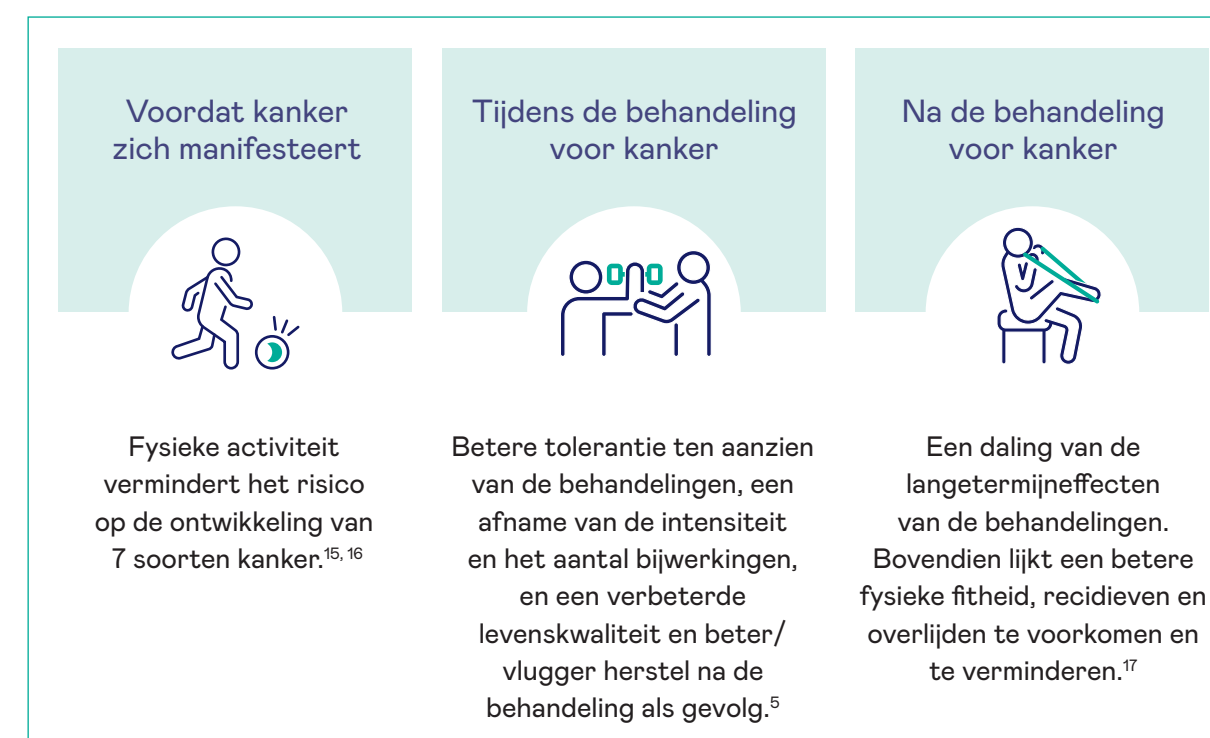 Voordat kanker
zich manifesteert
Fysieke activiteit
vermindert het risico
op de ontwikkeling van
7 soorten kanker.15, 16
Tijdens de behandeling
voor kanker
Betere tolerantie ten aanzien
van de behandelingen, een
afname van de intensiteit
en het aantal bijwerkingen,
en een verbeterde
levenskwaliteit en beter/
vlugger herstel na de
behandeling als gevolg.5
Na de behandeling
voor kanker
Een daling van de
langetermijneffecten
van de behandelingen.
Bovendien lijkt een betere
fysieke fitheid, recidieven en
overlijden te voorkomen en
te verminderen.17